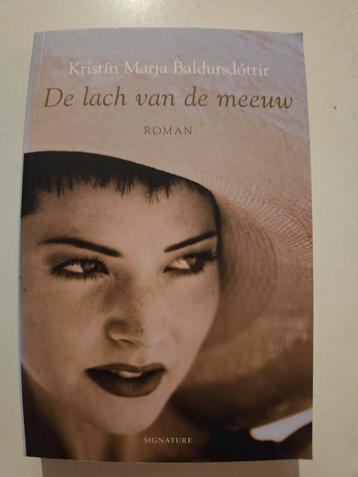 Kristín Marja Baldursdóttir
De lach van de meeuw
ROMAN
SIGNATURE